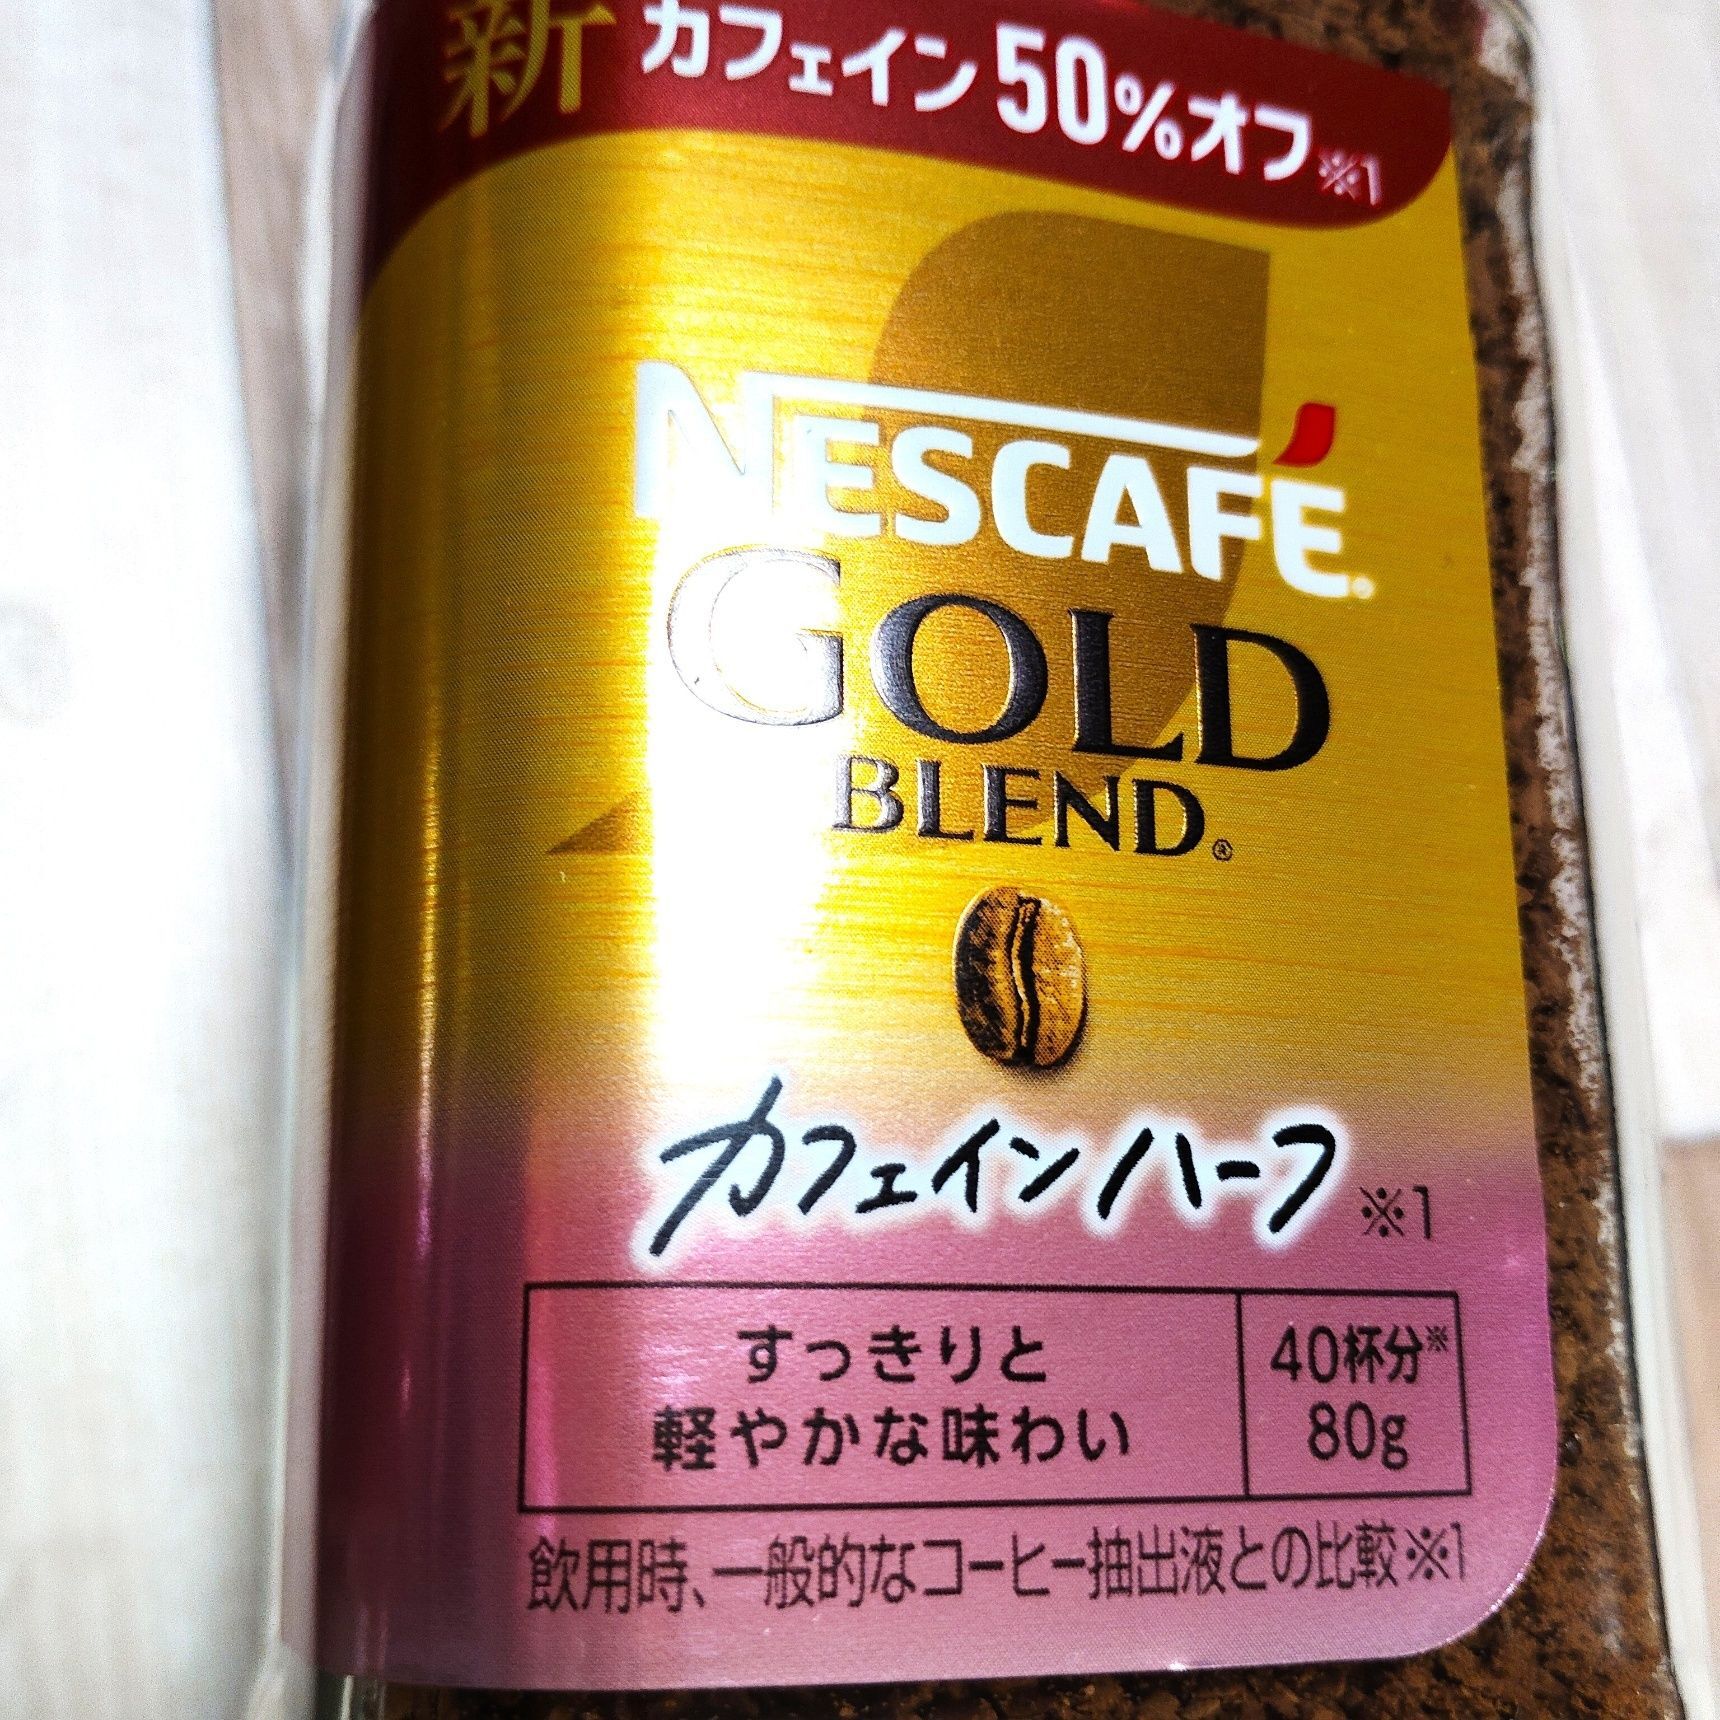 新 カフェイン50%オフ※1
NESCAFÉ®
GOLD
BLEND®
カフェインハーフ※1
すっきりと
軽やかな味わい
40杯分※
80g
飲用時、一般的なコーヒー抽出液との比較※1